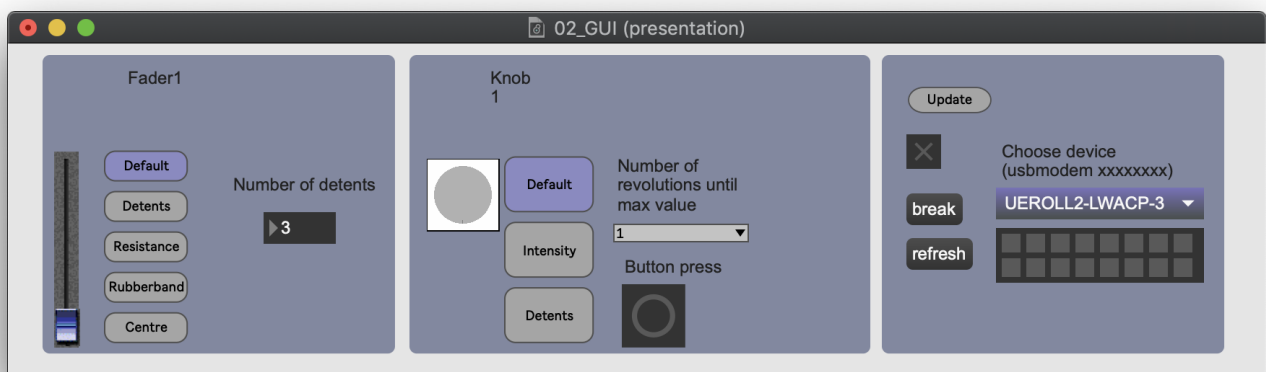 02_GUI (presentation)
Fader1
Default
Detents
Resistance
Rubberband
Centre
Number of detents
3
Knob
1
Default
Intensity
Detents
Number of
revolutions until
max value
1
Button press
Update
Choose device
(usbmodem xxxxxxxx)
UEROLL2-LWACP-3
break
refresh